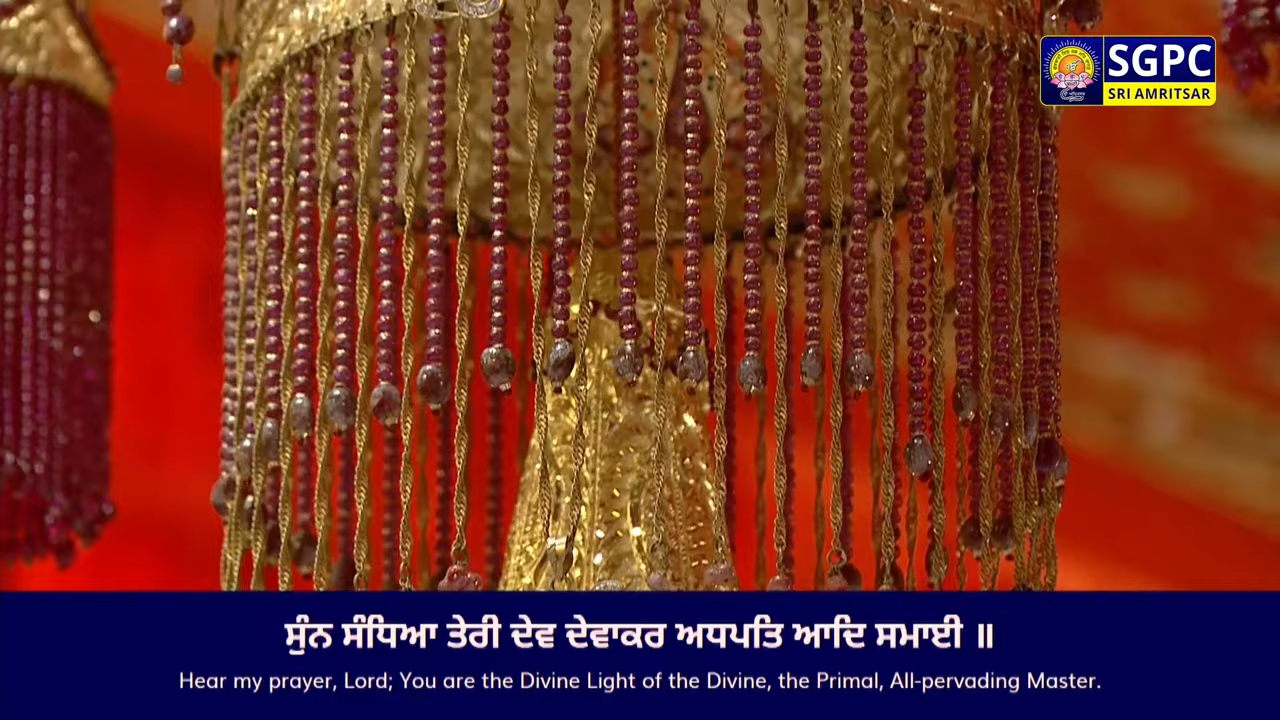 SGPC
SRI AMRITSAR
ਸੁੰਨ ਸੰਧਿਆ ਤੇਰੀ ਦੇਵ ਦੇਵਾਕਰ ਅਧਪਤਿ ਆਦਿ ਸਮਾਈ ॥
Hear my prayer, Lord; You are the Divine Light of the Divine, the Primal, All-pervading Master.